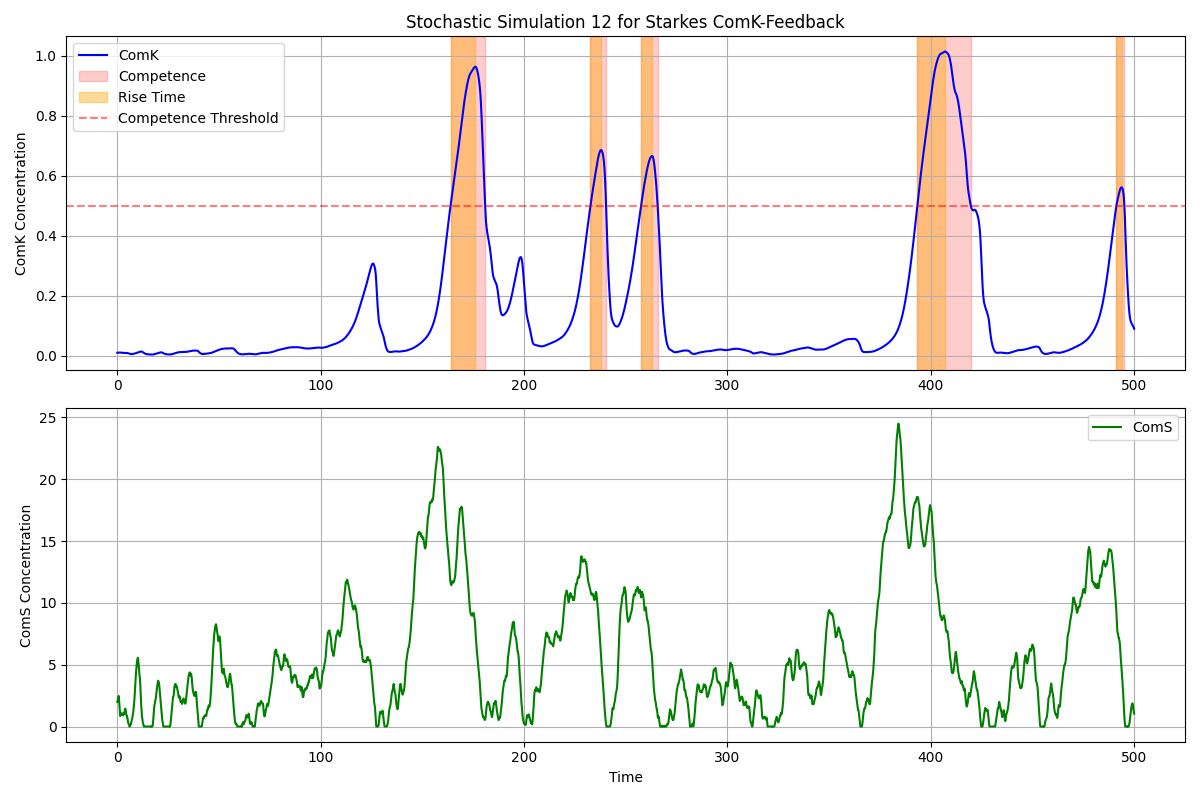 Stochastic Simulation 12 for Starkes ComK-Feedback
ComK
Competence
Rise Time
Competence Threshold
ComK Concentration
1.0
0.8
0.6
0.4
0.2
0.0
0 100 200 300 400 500
ComS
ComS Concentration
25
20
15
10
5
0
0 100 200 300 400 500
Time